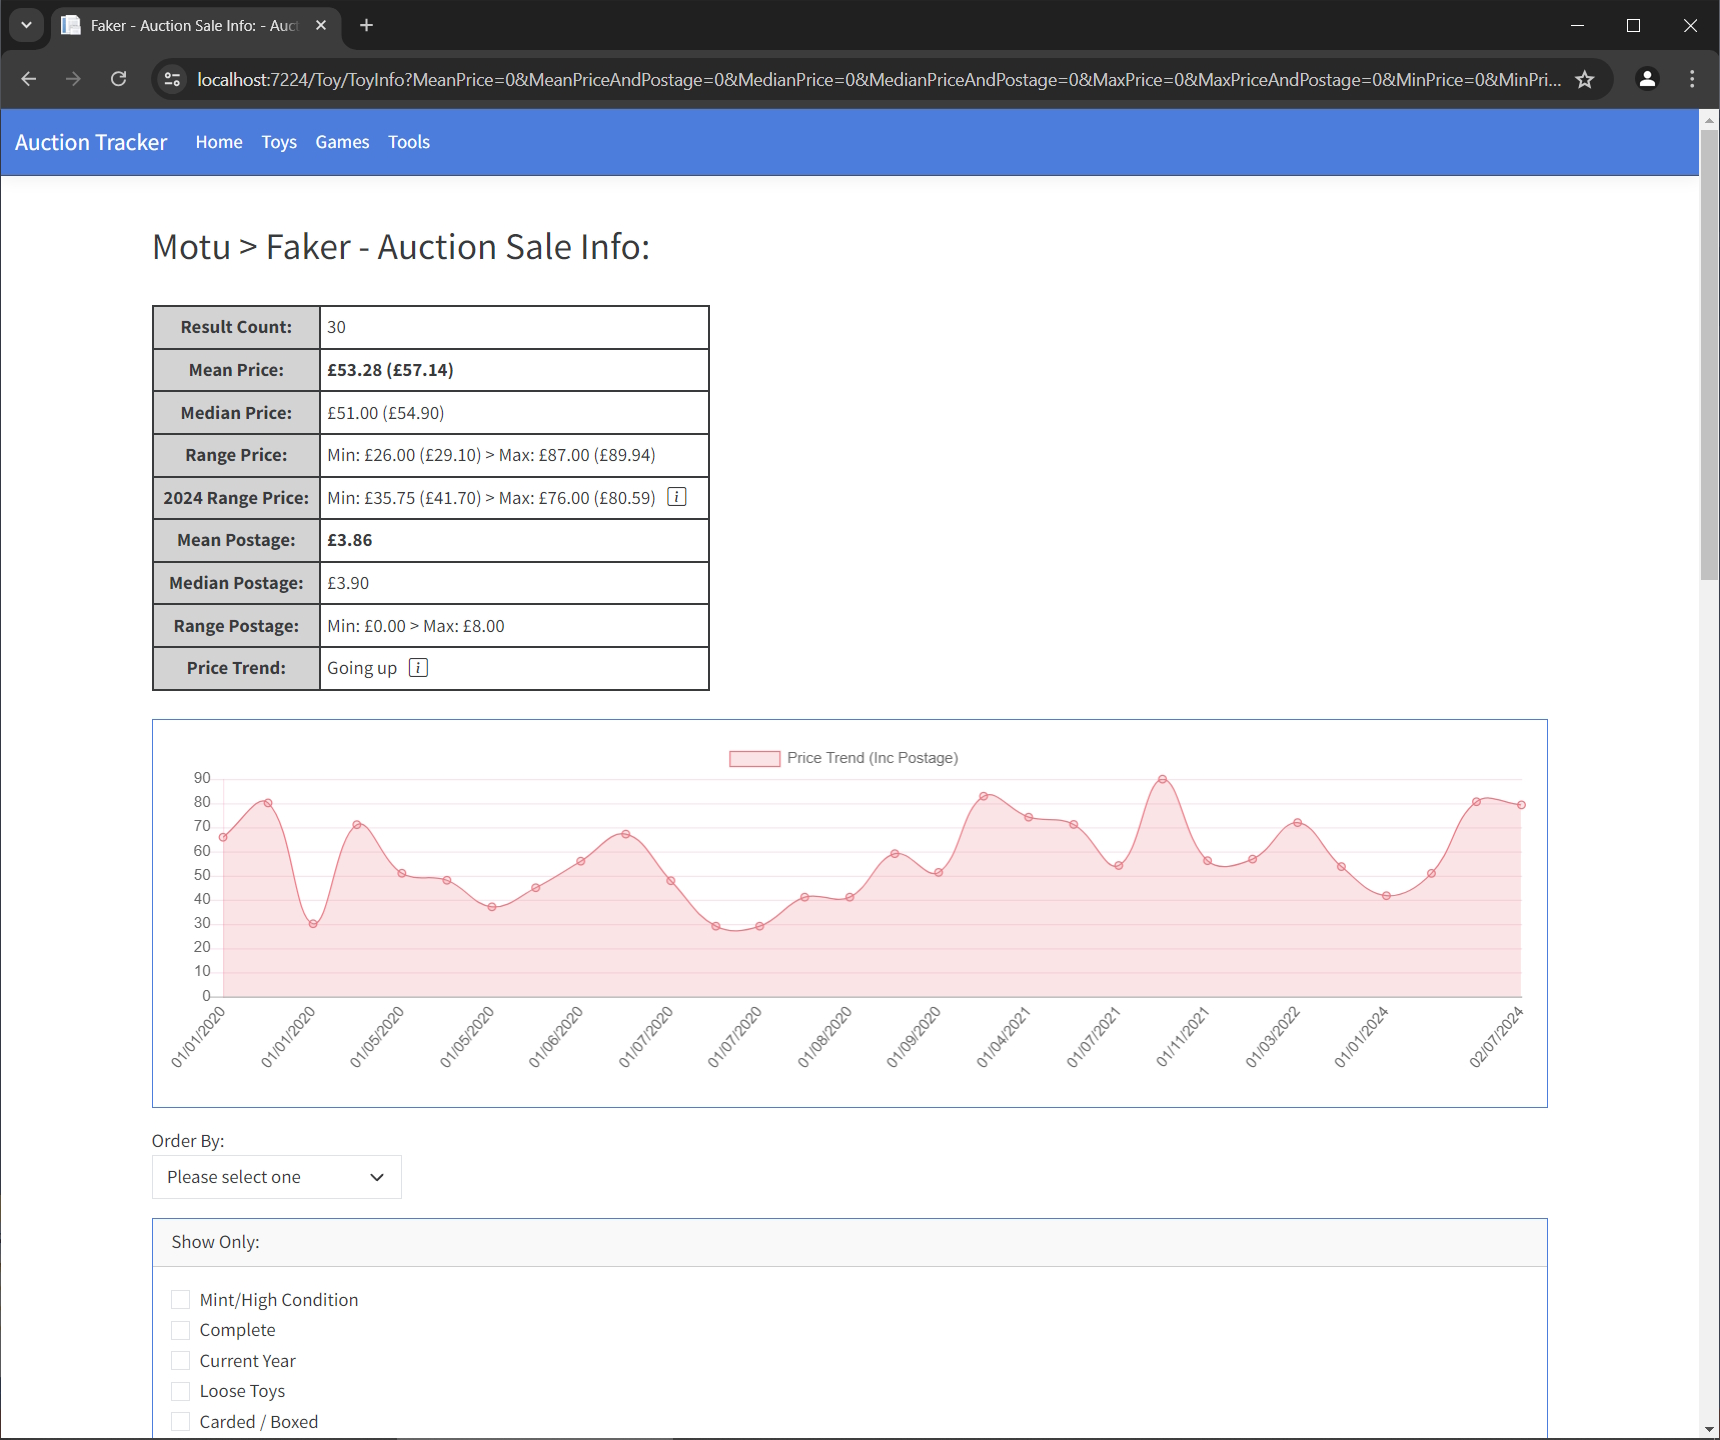 Faker - Auction Sale Info: - Auct
localhost:7224/Toy/ToyInfo?MeanPrice=0&MeanPriceAndPostage=0&MedianPrice=0&MedianPriceAndPostage=0&MaxPrice=0&MaxPriceAndPostage=0&MinPrice=0&MinPri...
Auction Tracker Home Toys Games Tools
Motu > Faker - Auction Sale Info:
Result Count: 30
Mean Price: £53.28 (£57.14)
Median Price: £51.00 (£54.90)
Range Price: Min: £26.00 (£29.10) > Max: £87.00 (£89.94)
2024 Range Price: Min: £35.75 (£41.70) > Max: £76.00 (£80.59) i
Mean Postage: £3.86
Median Postage: £3.90
Range Postage: Min: £0.00 > Max: £8.00
Price Trend: Going up i
Price Trend (Inc Postage)
90
80
70
60
50
40
30
20
10
0
01/01/2020 01/01/2020 01/05/2020 01/05/2020 01/06/2020 01/07/2020 01/07/2020 01/08/2020 01/09/2020 01/04/2021 01/07/2021 01/11/2021 01/03/2022 01/01/2024 02/07/2024
Order By:
Please select one
Show Only:
Mint/High Condition
Complete
Current Year
Loose Toys
Carded / Boxed